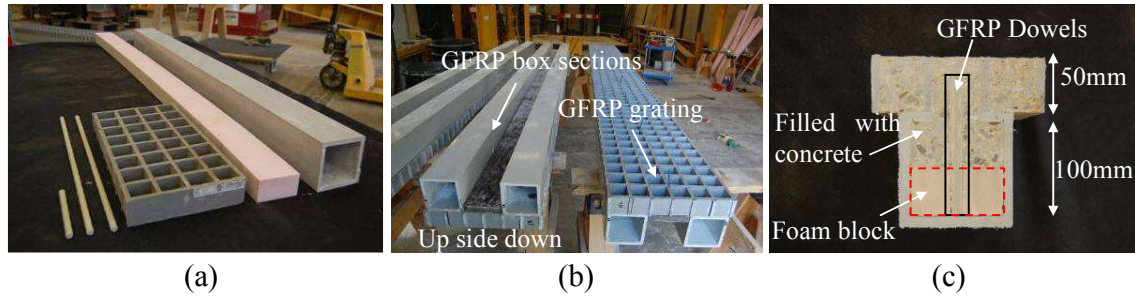 GFRP box sections
GFRP grating
Up side down
GFRP Dowels
50mm
Filled with
concrete
100mm
Foam block
(a)
(b)
(c)